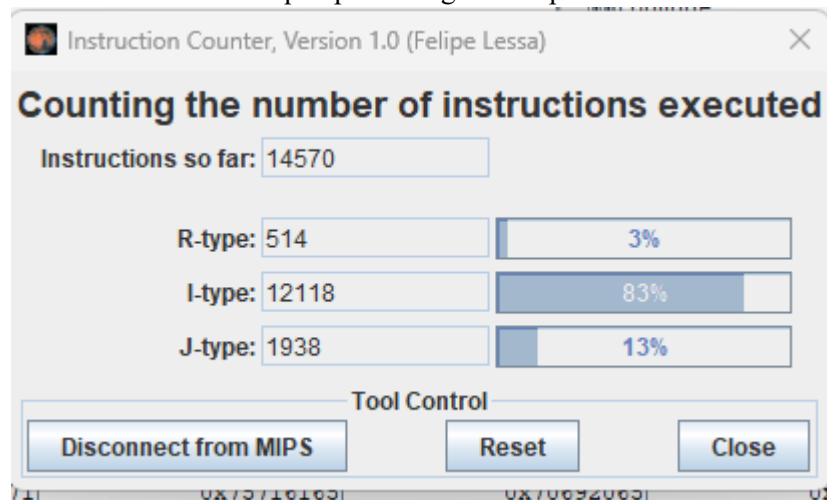 Instruction Counter, Version 1.0 (Felipe Lessa)
Counting the number of instructions executed
Instructions so far: 14570
R-type: 514 3%
I-type: 12118 83%
J-type: 1938 13%
Tool Control
Disconnect from MIPS Reset Close